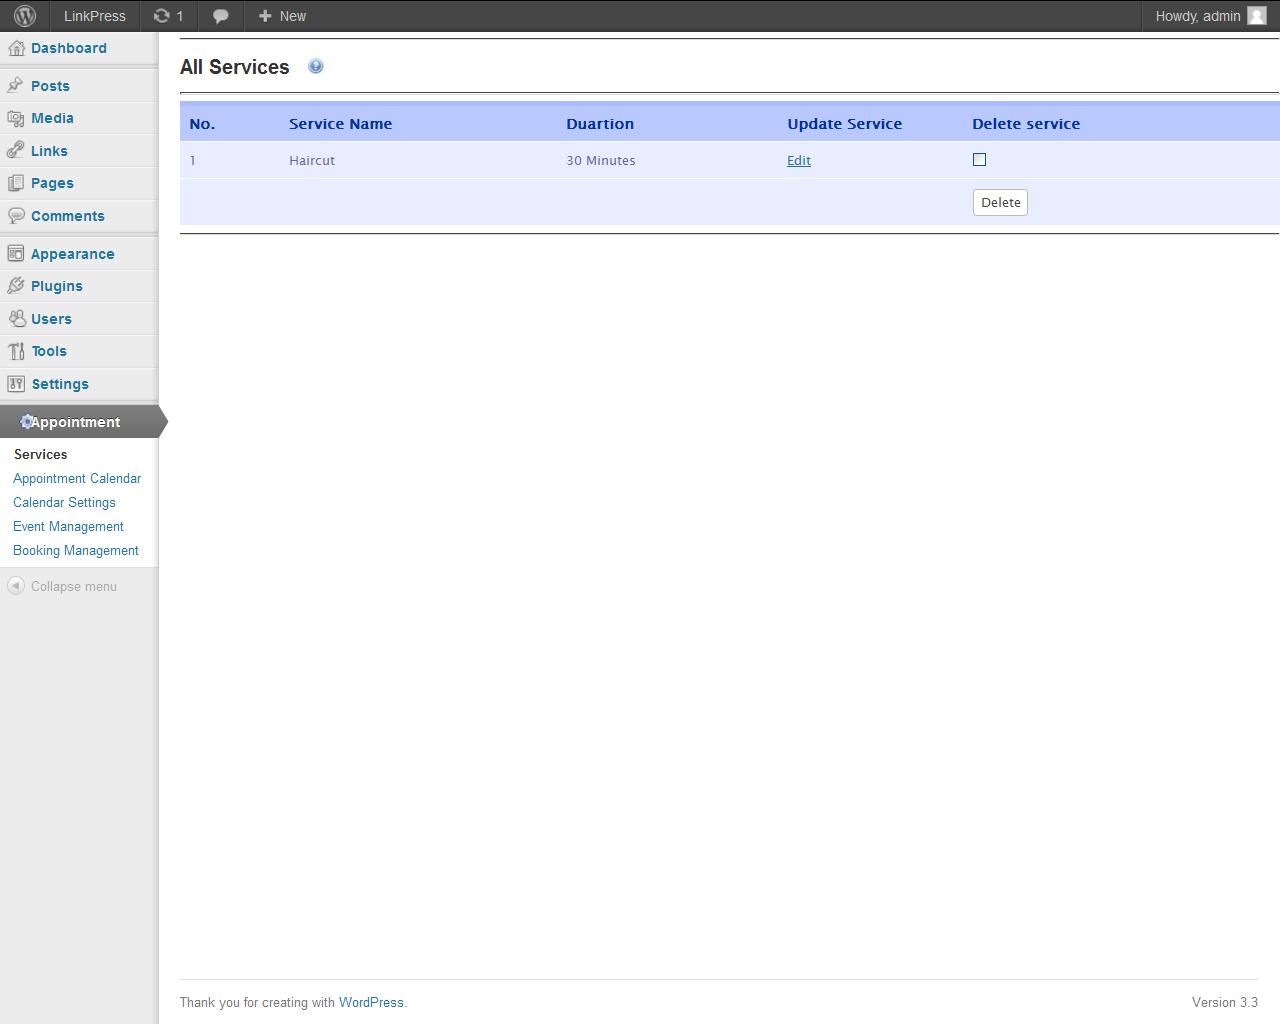 LinkPress 1 New Howdy, admin
Dashboard
Posts
Media
Links
Pages
Comments
Appearance
Plugins
Users
Tools
Settings
Appointment
Services
Appointment Calendar
Calendar Settings
Event Management
Booking Management
Collapse menu
All Services
No. Service Name Duartion Update Service Delete service
1 Haircut 30 Minutes Edit
Delete
Thank you for creating with WordPress. Version 3.3